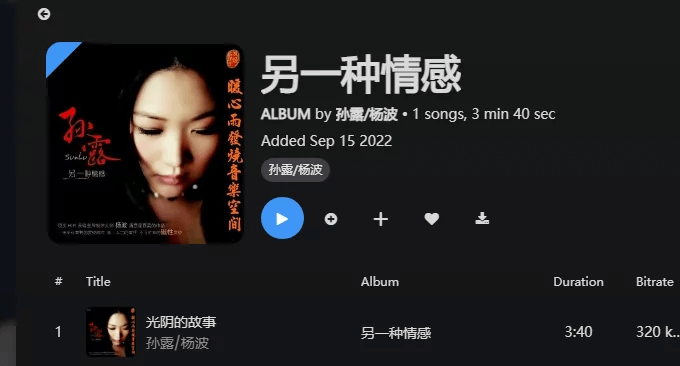 另一种情感
ALBUM by 孙露/杨波 • 1 songs, 3 min 40 sec
Added Sep 15 2022
孙露/杨波
暖心雨發燒音樂空间
孙露
SunLu
另一种情感
# Title Album Duration Bitrate
1 光阴的故事 另一种情感 3:40 320 k...
孙露/杨波